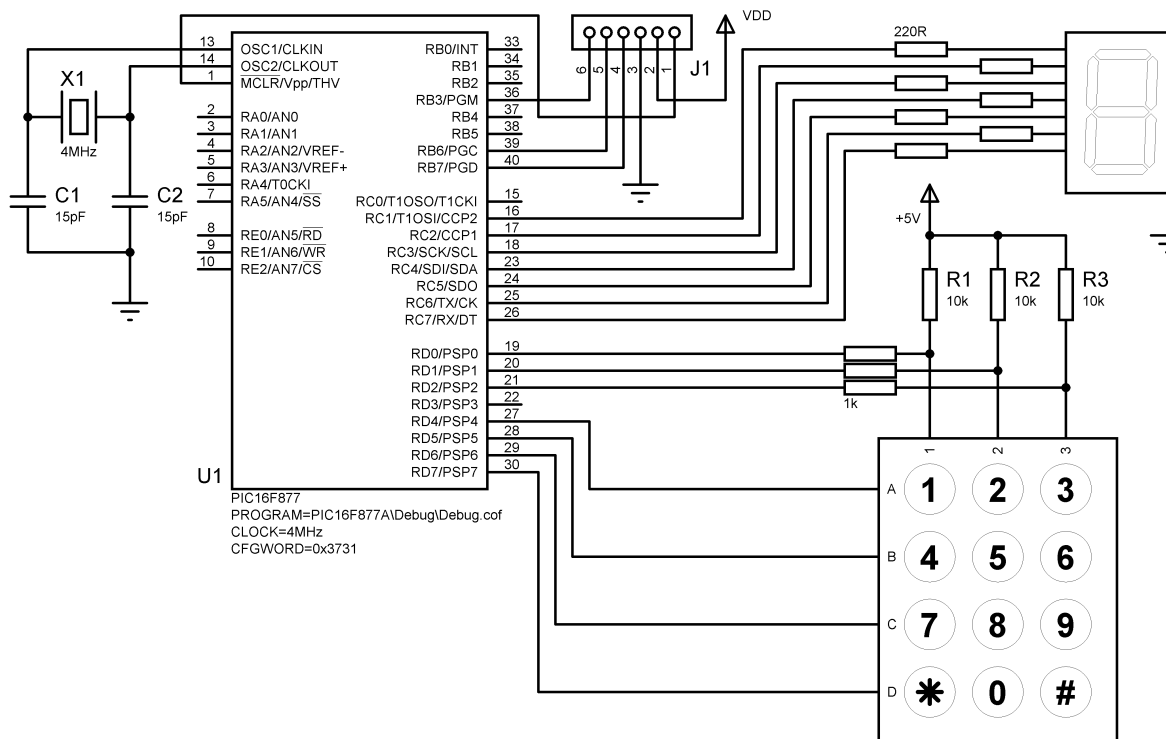 13 OSC1/CLKIN
14 OSC2/CLKOUT
1 MCLR/Vpp/THV
2 RA0/AN0
3 RA1/AN1
4 RA2/AN2/VREF-
5 RA3/AN3/VREF+
6 RA4/T0CKI
7 RA5/AN4/SS
8 RE0/AN5/RD
9 RE1/AN6/WR
10 RE2/AN7/CS
RB0/INT 33
RB1 34
RB2 35
RB3/PGM 36
RB4 37
RB5 38
RB6/PGC 39
RB7/PGD 40
RC0/T1OSO/T1CKI 15
RC1/T1OSI/CCP2 16
RC2/CCP1 17
RC3/SCK/SCL 18
RC4/SDI/SDA 23
RC5/SDO 24
RC6/TX/CK 25
RC7/RX/DT 26
RD0/PSP0 19
RD1/PSP1 20
RD2/PSP2 21
RD3/PSP3 22
RD4/PSP4 27
RD5/PSP5 28
RD6/PSP6 29
RD7/PSP7 30
U1
PIC16F877
PROGRAM=PIC16F877A\Debug\Debug.cof
CLOCK=4MHz
CFGWORD=0x3731
X1
4MHz
C1
15pF
C2
15pF
6 5 4 3 2 1
J1
VDD
220R
+5V
R1
10k
R2
10k
R3
10k
1k
1 2 3
A 1 2 3
B 4 5 6
C 7 8 9
D * 0 #